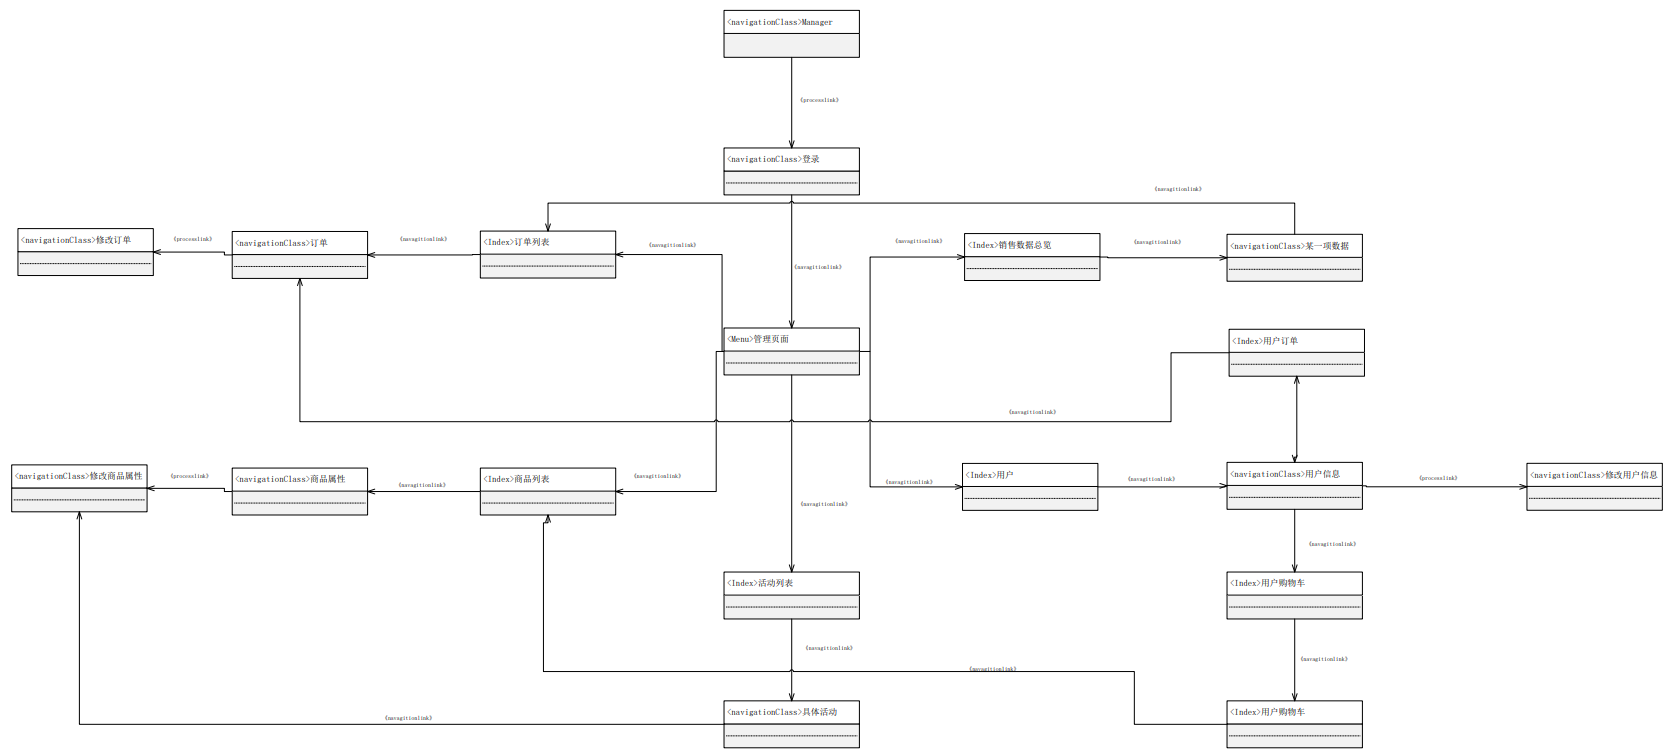 <navigationClass>Manager
{processlink}
<navigationClass>登录
{navagitionlink}
<navigationClass>修改订单
{processlink}
<navigationClass>订单
{navagitionlink}
<Index>订单列表
{navagitionlink}
{navagitionlink}
<Index>销售数据总览
{navagitionlink}
<navigationClass>某一项数据
{navagitionlink}
<Menu>管理页面
<Index>用户订单
{navagitionlink}
<navigationClass>修改商品属性
{processlink}
<navigationClass>商品属性
{navagitionlink}
<Index>商品列表
{navagitionlink}
{navagitionlink}
<Index>用户
{navagitionlink}
<navigationClass>用户信息
{processlink}
<navigationClass>修改用户信息
{navagitionlink}
{navagitionlink}
<Index>活动列表
<Index>用户购物车
{navagitionlink}
{navagitionlink}
{navagitionlink}
{navagitionlink}
<navigationClass>具体活动
<Index>用户购物车